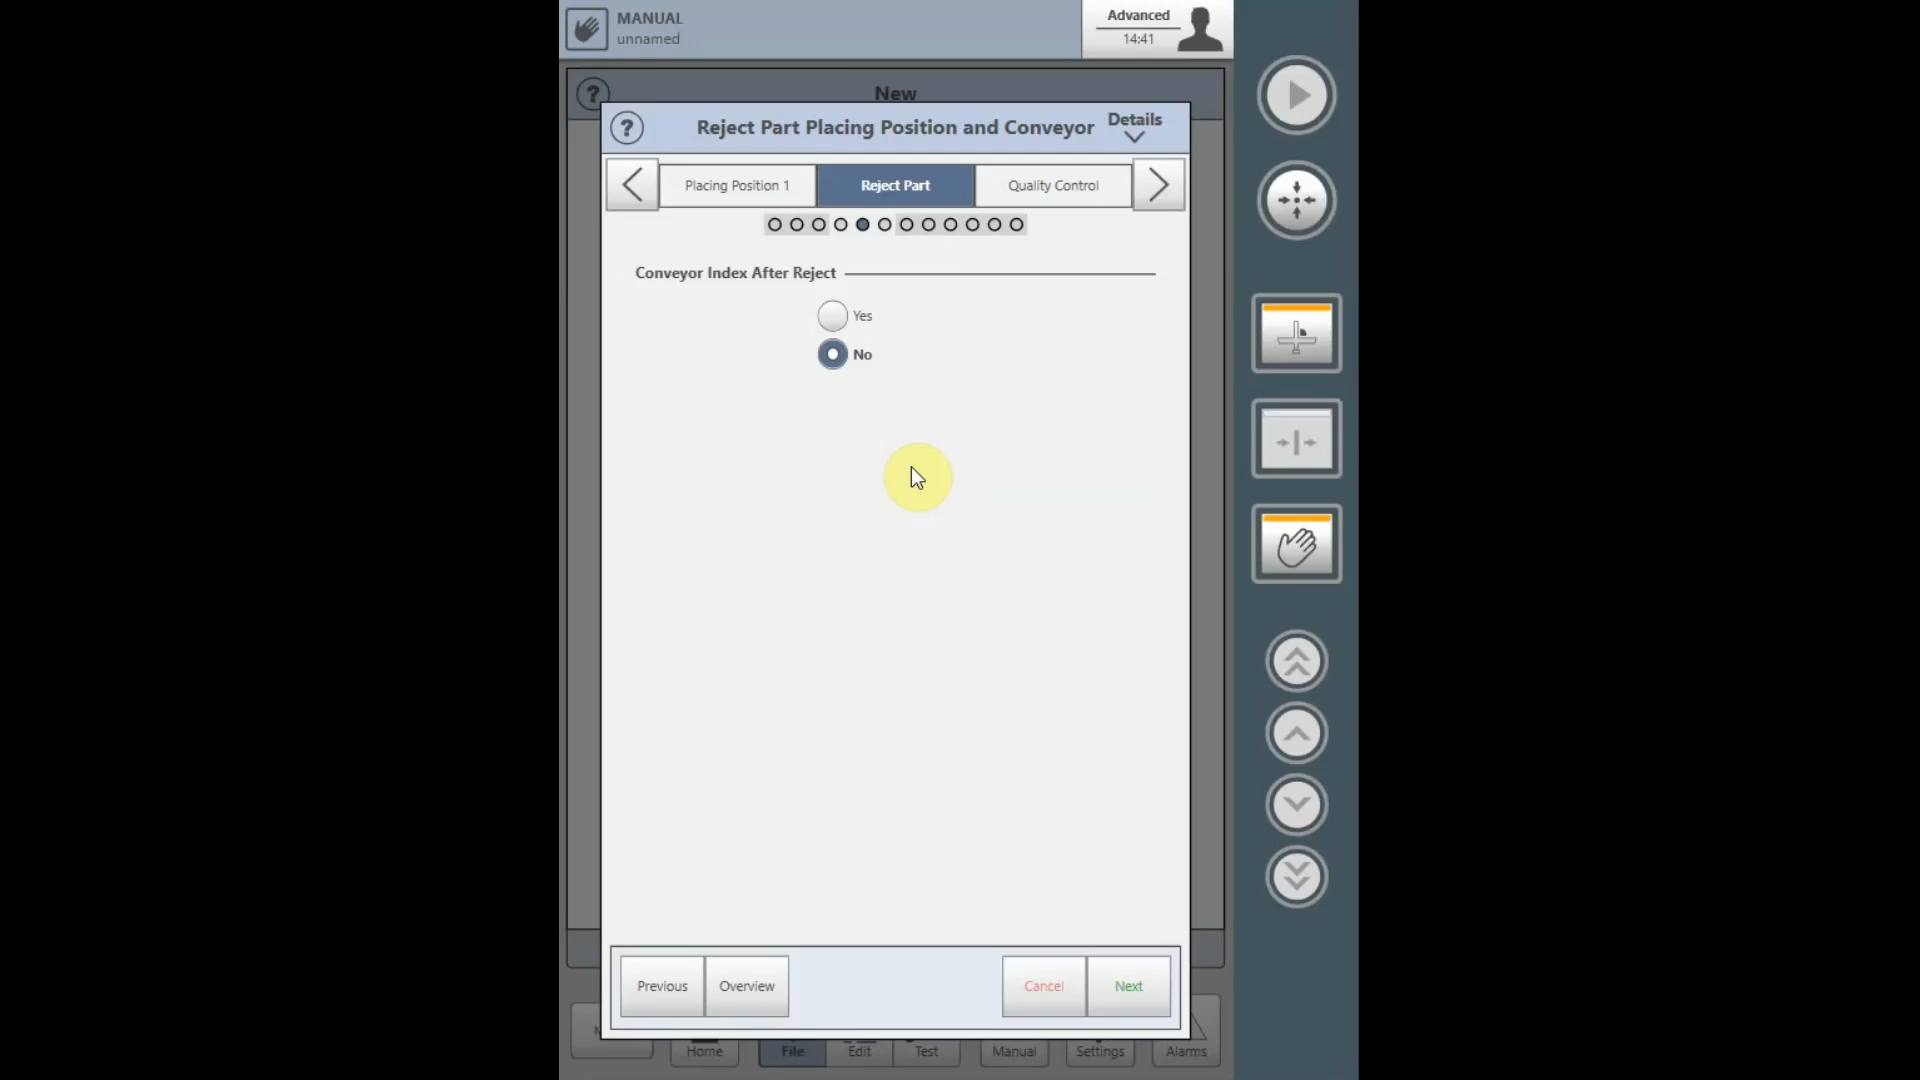 MANUAL
unnamed
Advanced
14:41
? New
? Reject Part Placing Position and Conveyor Details
Placing Position 1 Reject Part Quality Control
Conveyor Index After Reject
Yes
No
Previous Overview Cancel Next
Home File Edit Test Manual Settings Alarms